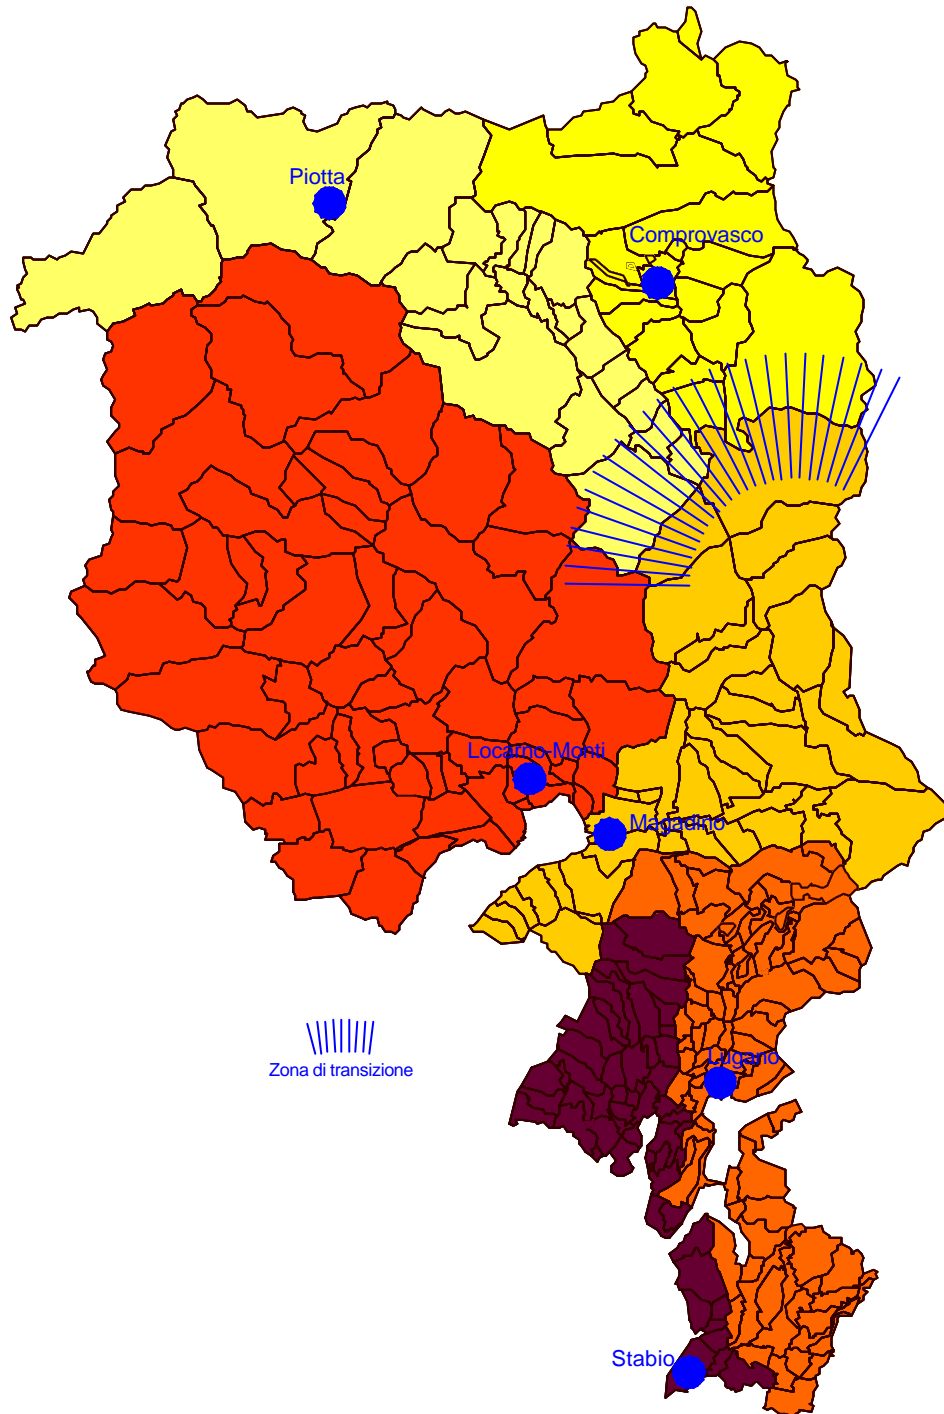 Piotta
Comprovasco
Locarno-Monti
Magadino
Lugano
Zona di transizione
Stabio